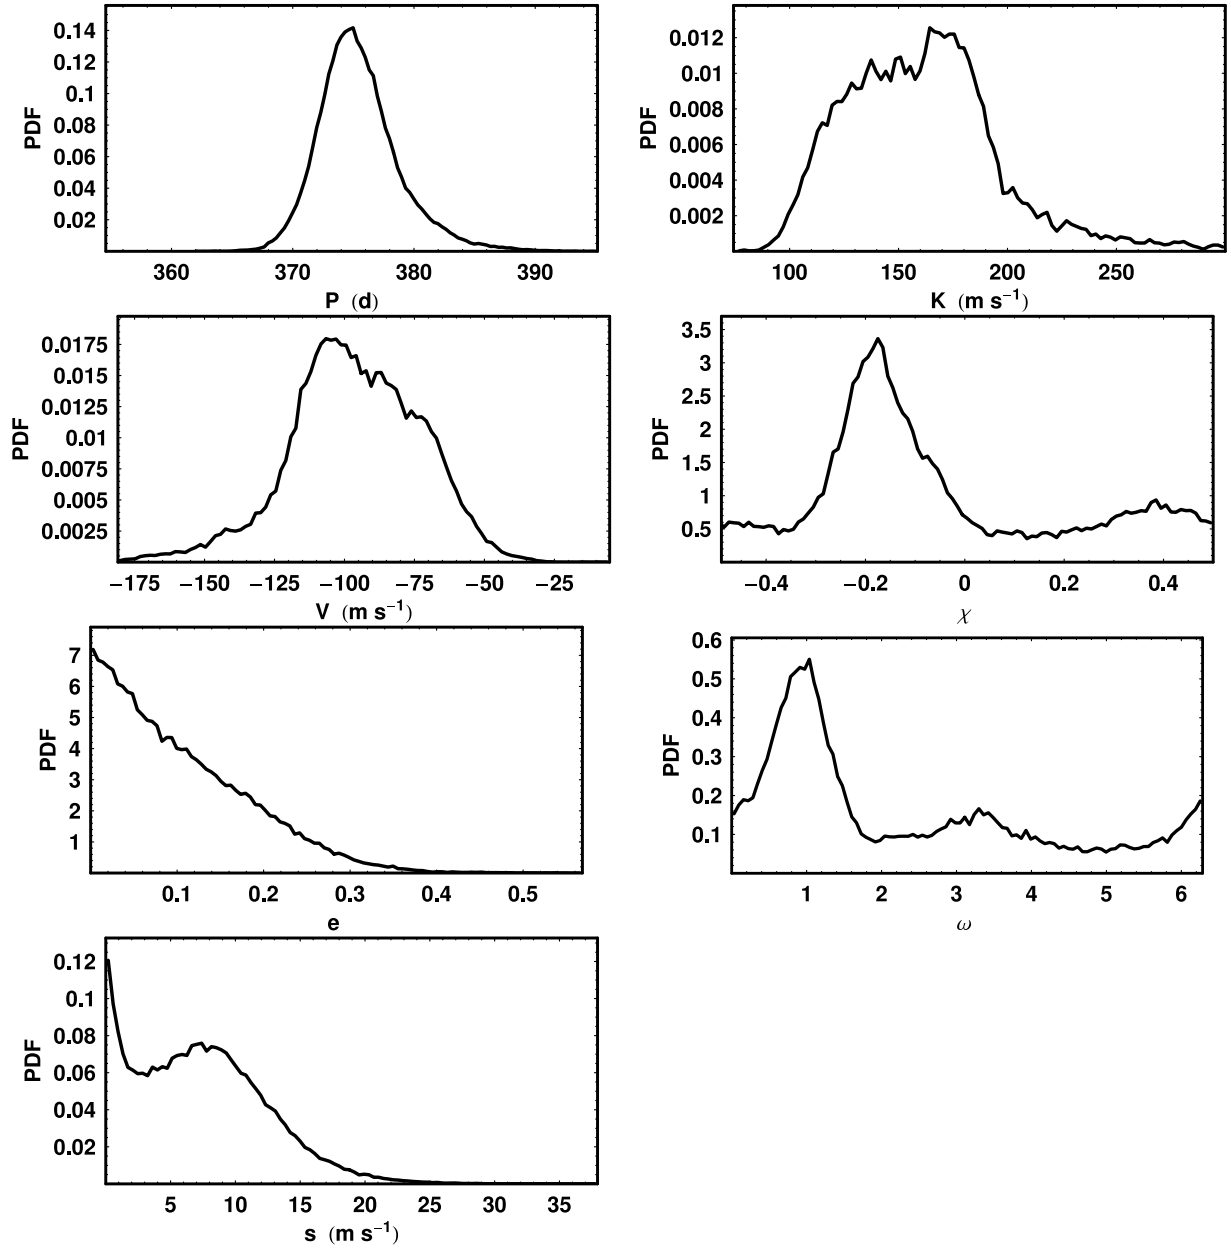 0.14
0.12
0.1
0.08
0.06
0.04
0.02
PDF
360 370 380 390
P (d)
0.012
0.01
0.008
0.006
0.004
0.002
PDF
100 150 200 250
K (m s⁻¹)
0.0175
0.015
0.0125
0.01
0.0075
0.005
0.0025
PDF
−175 −150 −125 −100 −75 −50 −25
V (m s⁻¹)
3.5
3
2.5
2
1.5
1
0.5
PDF
−0.4 −0.2 0 0.2 0.4
χ
7
6
5
4
3
2
1
PDF
0.1 0.2 0.3 0.4 0.5
e
0.6
0.5
0.4
0.3
0.2
0.1
PDF
1 2 3 4 5 6
ω
0.12
0.1
0.08
0.06
0.04
0.02
PDF
5 10 15 20 25 30 35
s (m s⁻¹)